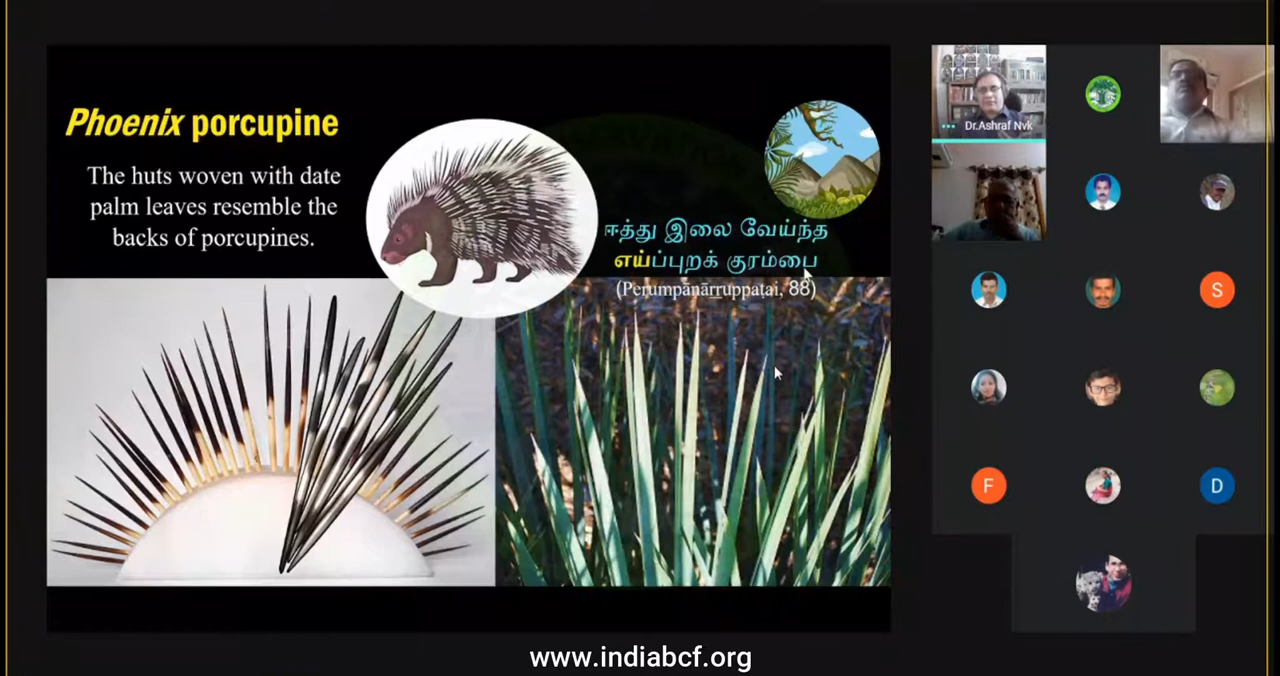 Phoenix porcupine
The huts woven with date
palm leaves resemble the
backs of porcupines.
ஈத்து இலை வேய்ந்த
எய்ப்புறக் குரம்பை
(Perumpāṇāṟṟuppaṭai, 88)
Dr.Ashraf Nvk
S
F
D
www.indiabcf.org